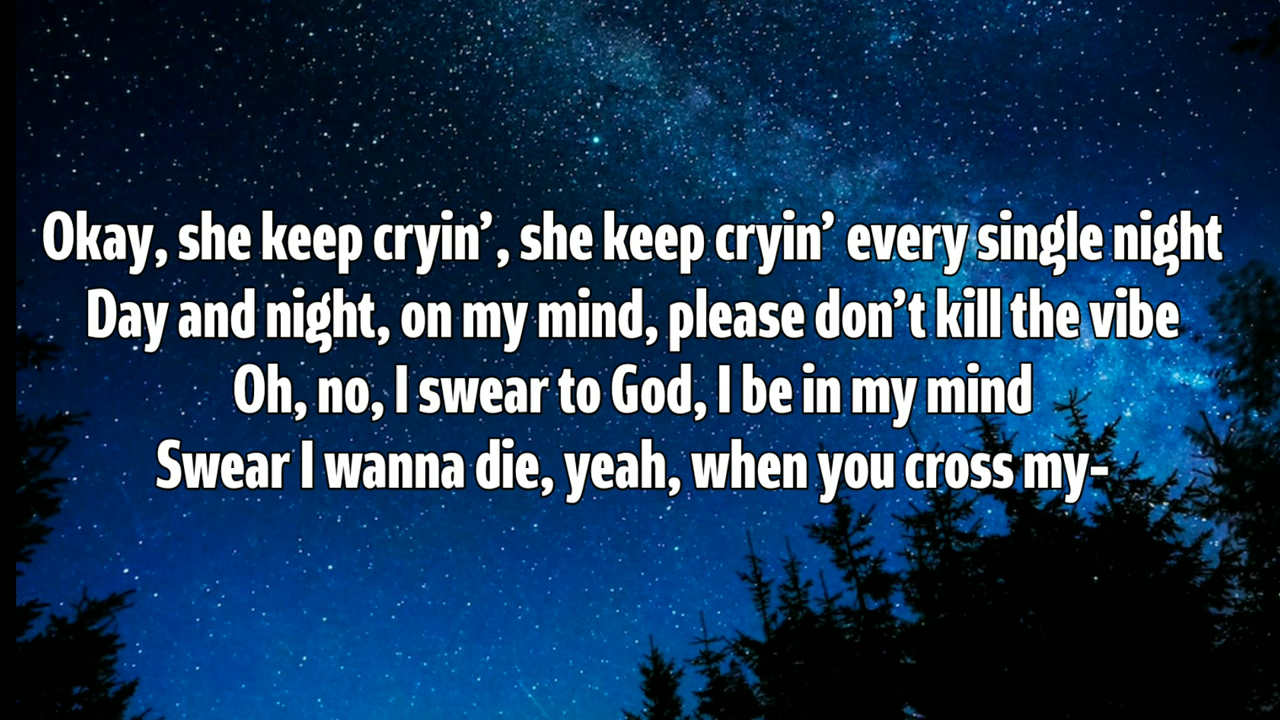 Okay, she keep cryin’, she keep cryin’ every single night
Day and night, on my mind, please don’t kill the vibe
Oh, no, I swear to God, I be in my mind
Swear I wanna die, yeah, when you cross my-